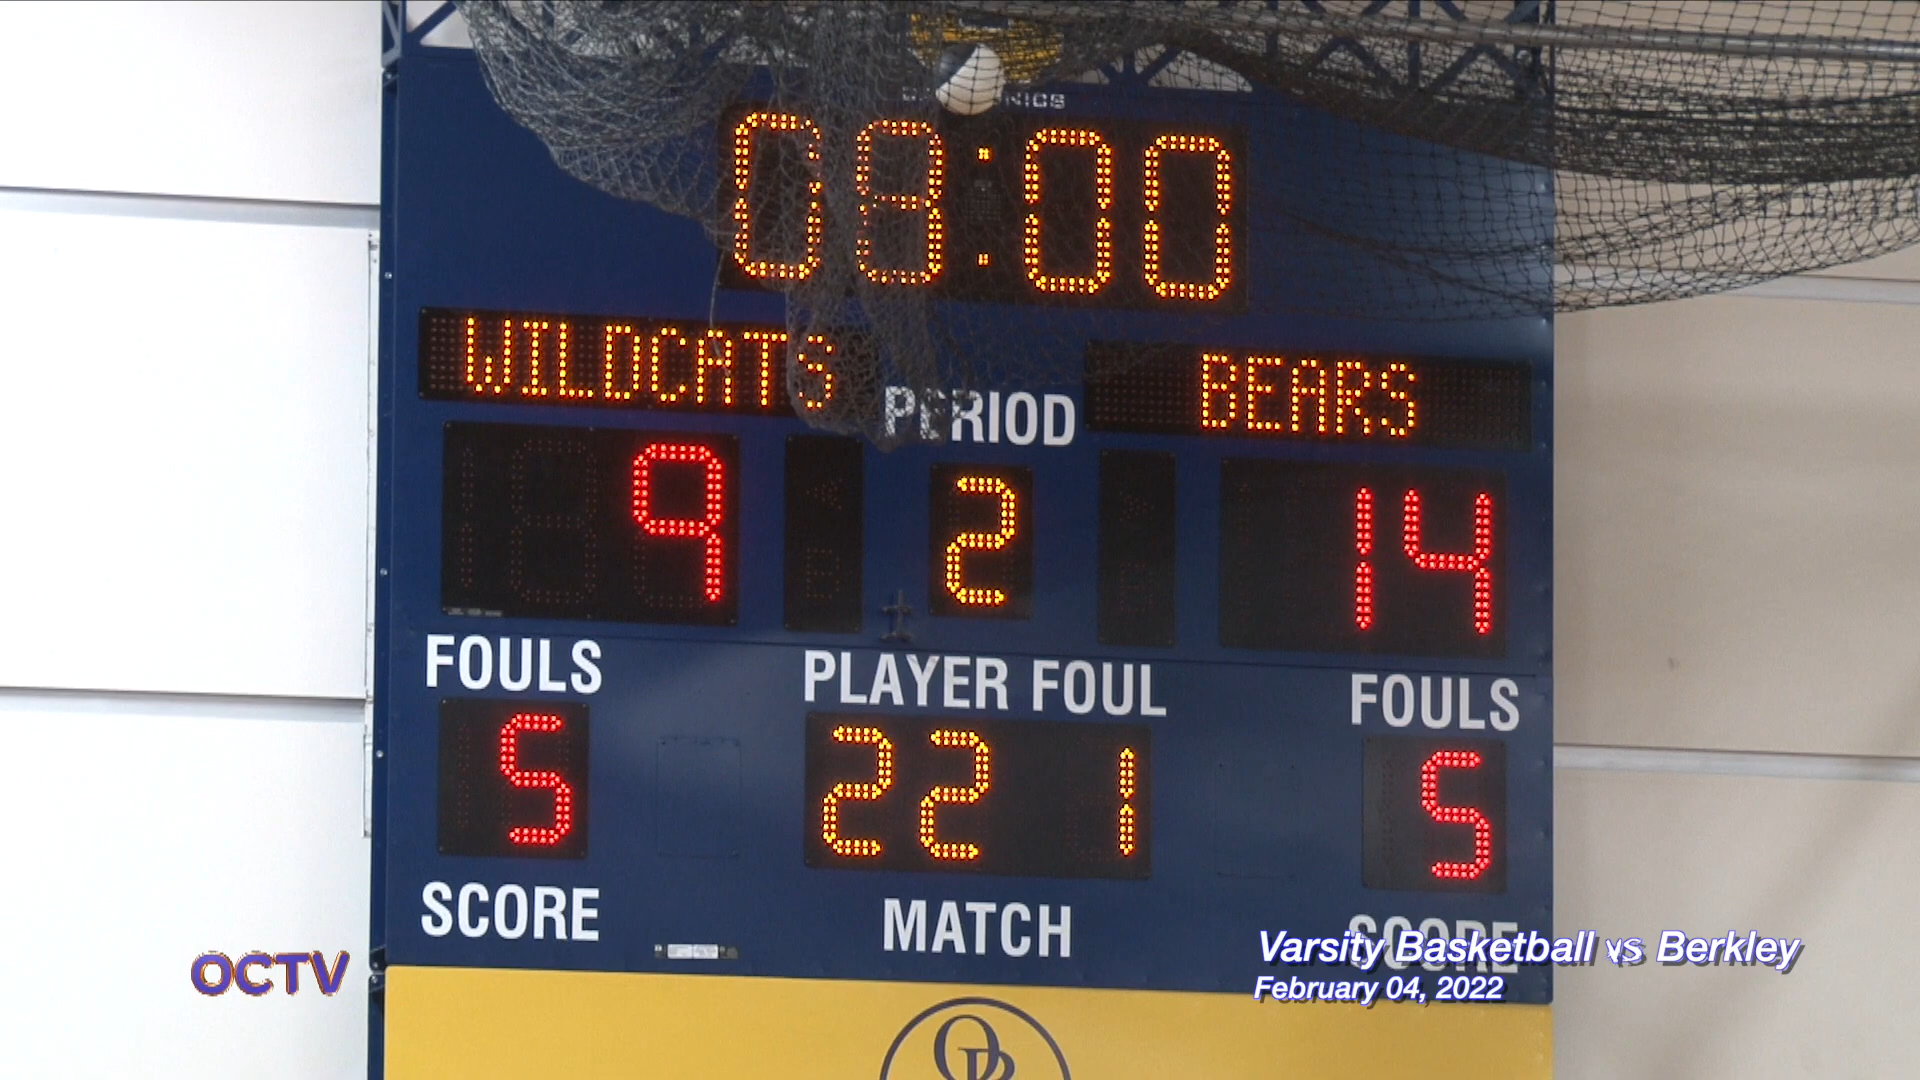 08:00
WILDCATS
BEARS
PERIOD
9
2
14
FOULS
PLAYER FOUL
FOULS
5
22 1
5
SCORE
MATCH
SCORE
OCTV
Varsity Basketball vs Berkley
February 04, 2022